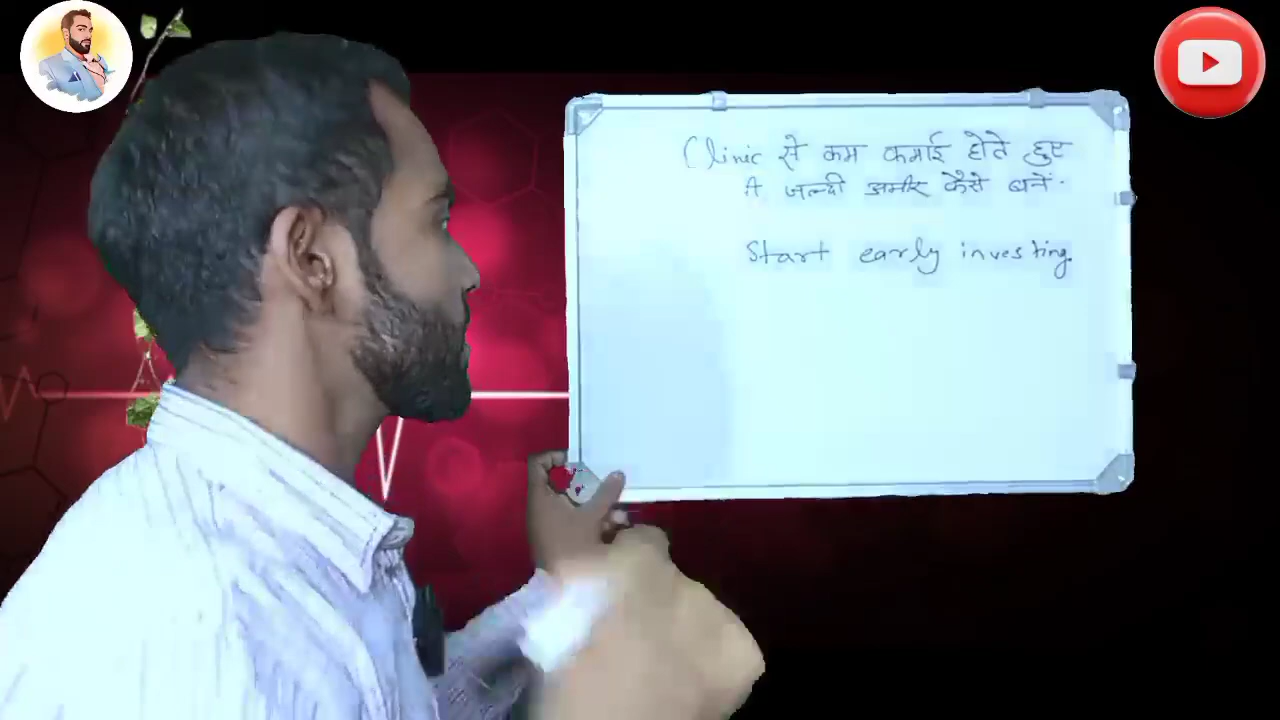 Clinic से कम कमाई होते हुए
A जल्दी अमीर कैसे बनें.
Start early investing.